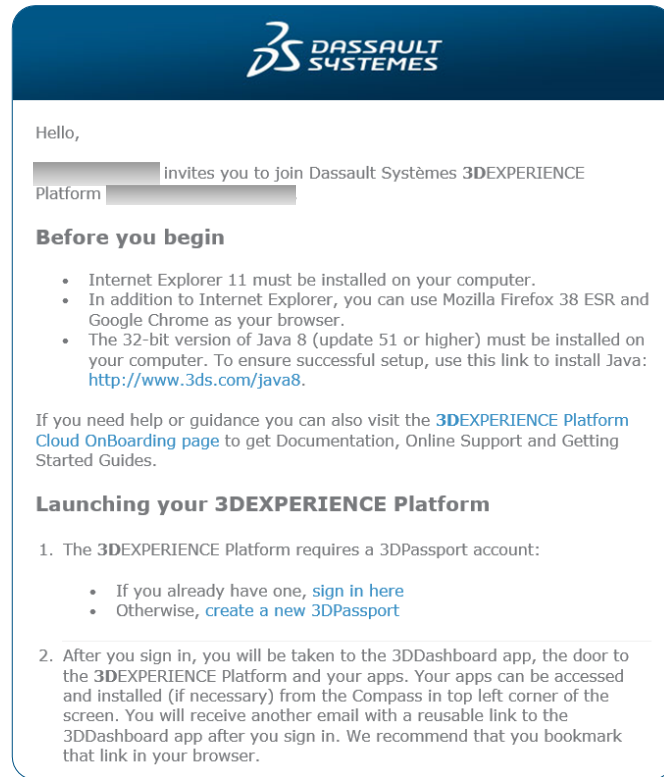 DASSAULT
SYSTEMES
Hello,
invites you to join Dassault Systèmes 3DEXPERIENCE
Platform
Before you begin
• Internet Explorer 11 must be installed on your computer.
• In addition to Internet Explorer, you can use Mozilla Firefox 38 ESR and
Google Chrome as your browser.
• The 32-bit version of Java 8 (update 51 or higher) must be installed on
your computer. To ensure successful setup, use this link to install Java:
http://www.3ds.com/java8.
If you need help or guidance you can also visit the 3DEXPERIENCE Platform
Cloud OnBoarding page to get Documentation, Online Support and Getting
Started Guides.
Launching your 3DEXPERIENCE Platform
1. The 3DEXPERIENCE Platform requires a 3DPassport account:
• If you already have one, sign in here
• Otherwise, create a new 3DPassport
2. After you sign in, you will be taken to the 3DDashboard app, the door to
the 3DEXPERIENCE Platform and your apps. Your apps can be accessed
and installed (if necessary) from the Compass in top left corner of the
screen. You will receive another email with a reusable link to the
3DDashboard app after you sign in. We recommend that you bookmark
that link in your browser.